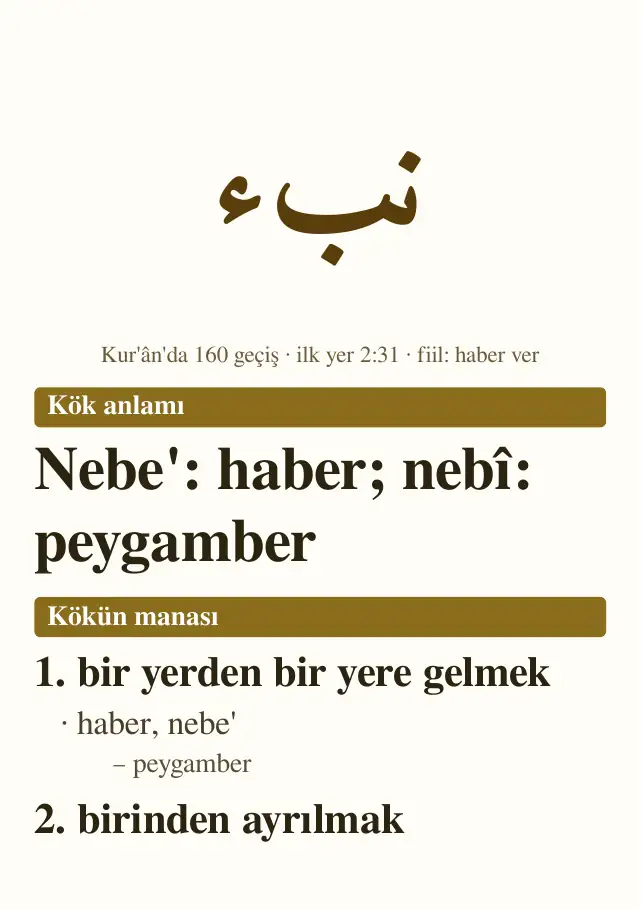 نبء
Kur'ân'da 160 geçiş · ilk yer 2:31 · fiil: haber ver
Kök anlamı
Nebe': haber; nebî:
peygamber
Kökün manası
1. bir yerden bir yere gelmek
· haber, nebe'
– peygamber
2. birinden ayrılmak